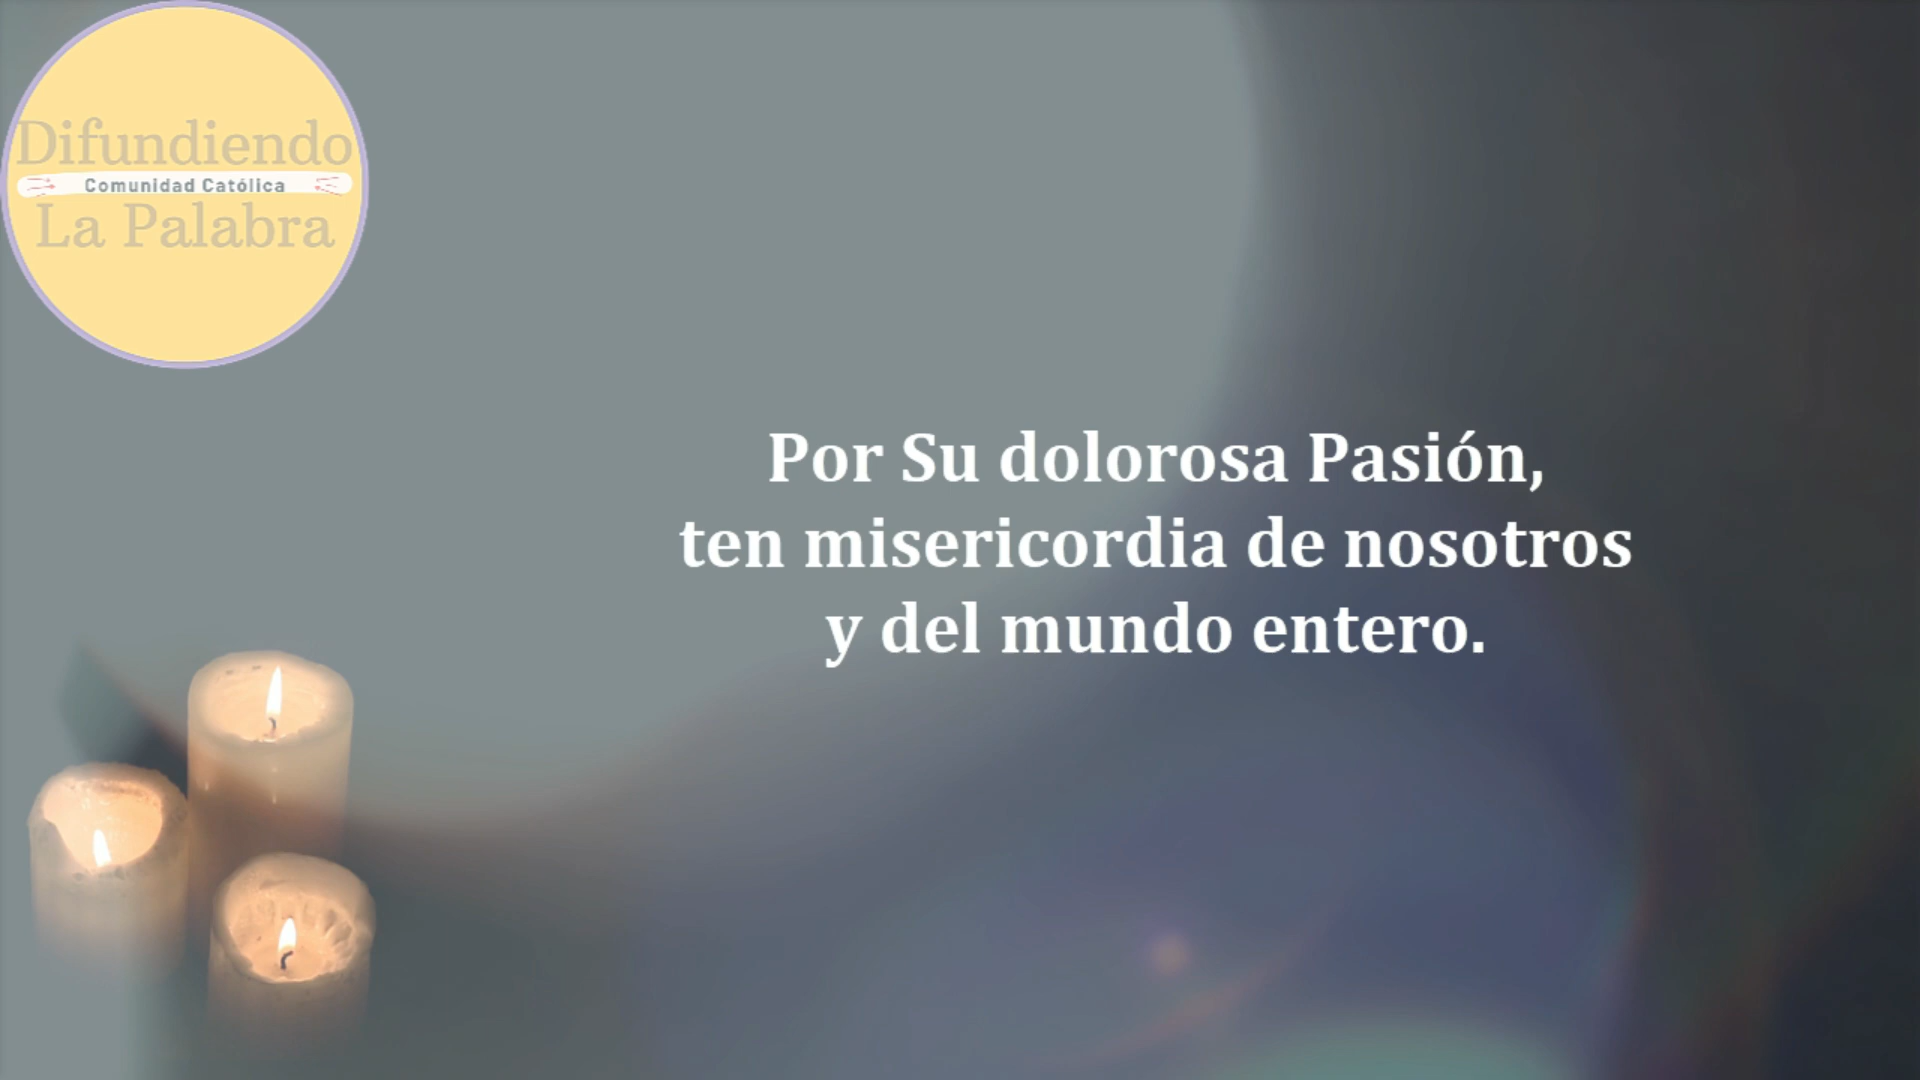 Difundiendo
Comunidad Católica
La Palabra
Por Su dolorosa Pasión,
ten misericordia de nosotros
y del mundo entero.